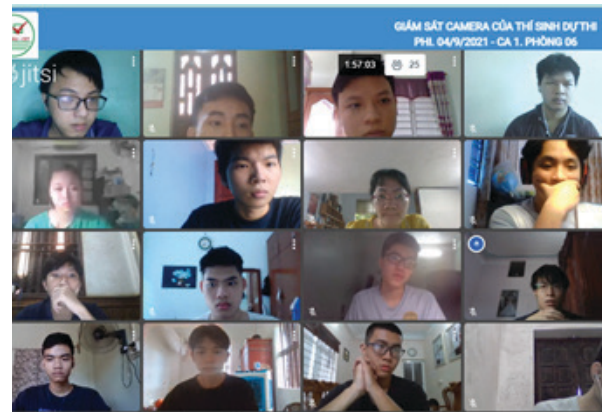 GIÁM SÁT CAMERA CỦA THÍ SINH DỰ THI
PHI. 04/9/2021 - CA 1. PHÒNG 06
jitsi
1:57:03
25